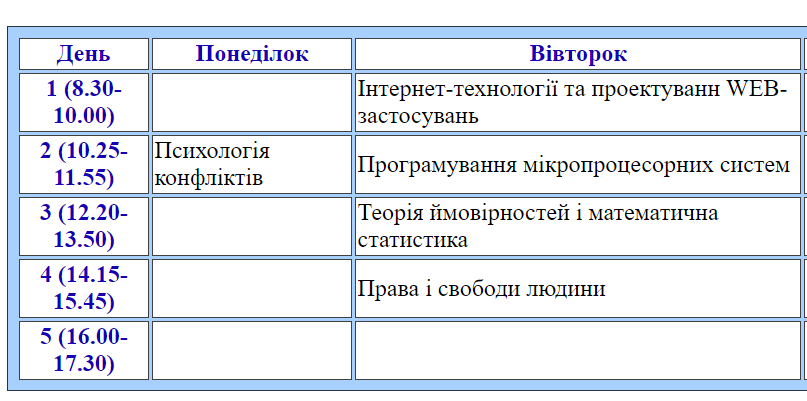 День Понеділок Вівторок
1 (8.30-
10.00)
Інтернет-технології та проектуванн WEB-
застосувань
2 (10.25-
11.55)
Психологія
конфліктів
Програмування мікропроцесорних систем
3 (12.20-
13.50)
Теорія ймовірностей і математична
статистика
4 (14.15-
15.45)
Права і свободи людини
5 (16.00-
17.30)